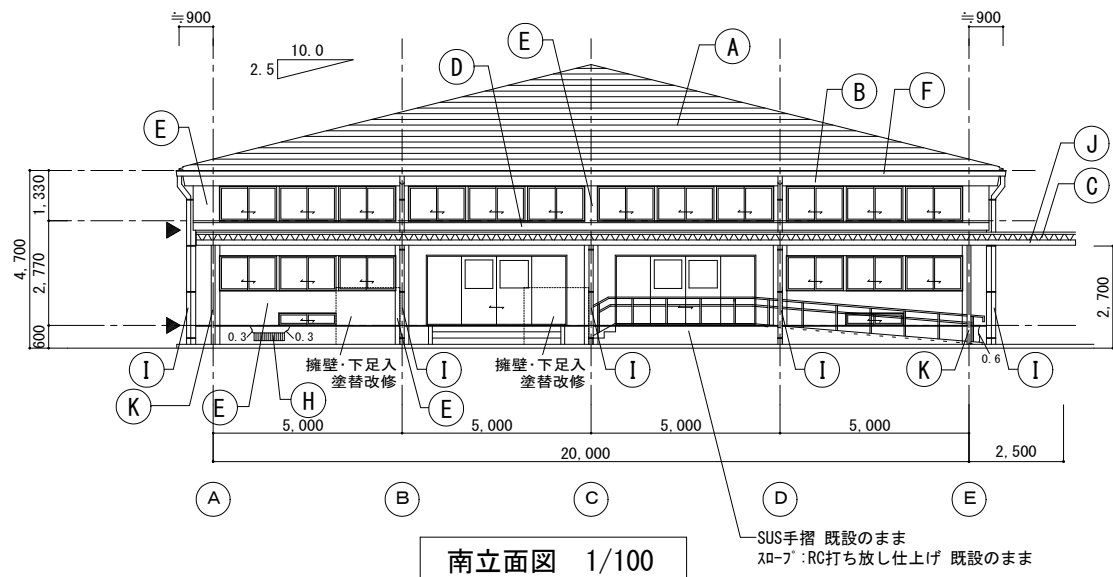 ≒900
≒900
10.0
2.5
E
A
D
B
F
E
J
C
1,330
4,700
2,770
600
2,700
0.3
0.3
0.6
擁壁・下足入
塗替改修
擁壁・下足入
塗替改修
I
I
I
I
K
I
K
E
H
E
5,000
5,000
5,000
5,000
20,000
2,500
A
B
C
D
E
南立面図 1/100
SUS手摺 既設のまま
ｽﾛｰﾌﾟ:RC打ち放し仕上げ 既設のまま